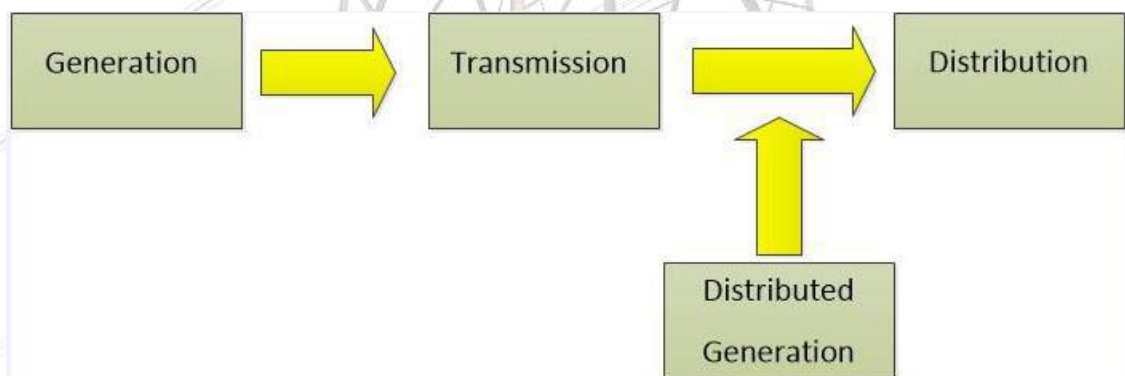 Generation
Transmission
Distribution
Distributed
Generation